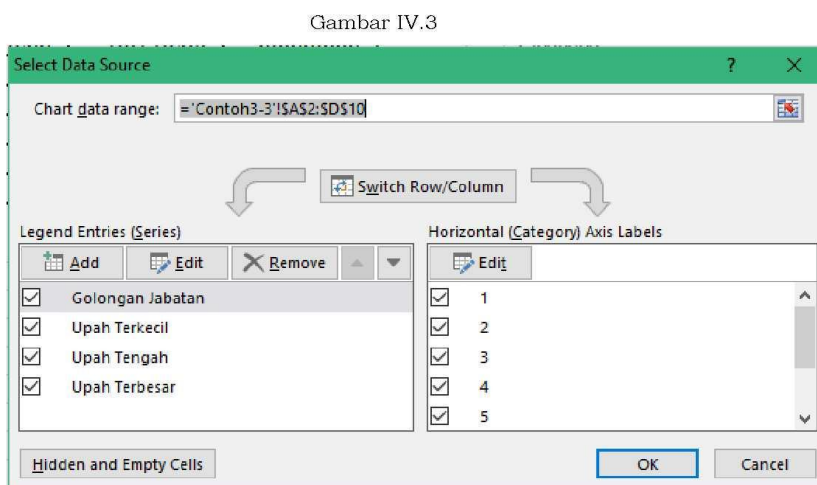 Gambar IV.3
Select Data Source
? ×
Chart data range: ='Contoh3-3'!$A$2:$D$10
Switch Row/Column
Legend Entries (Series)
Add Edit Remove
Golongan Jabatan
Upah Terkecil
Upah Tengah
Upah Terbesar
Horizontal (Category) Axis Labels
Edit
1
2
3
4
5
Hidden and Empty Cells
OK Cancel